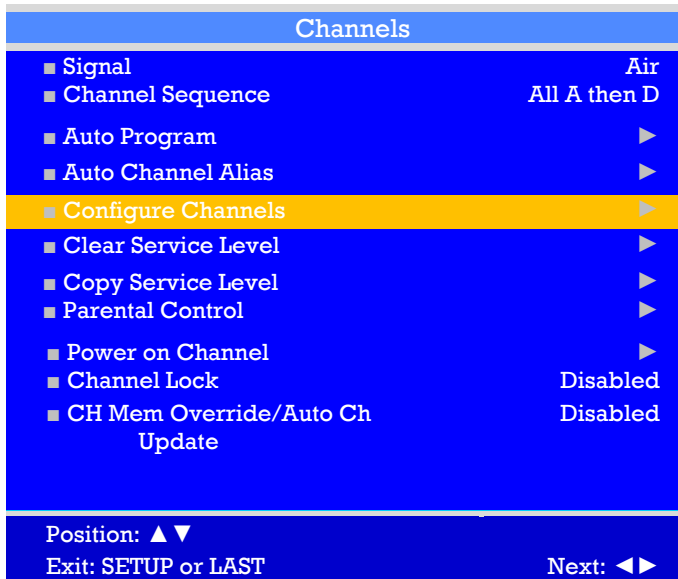 Channels
■ Signal Air
■ Channel Sequence All A then D
■ Auto Program ►
■ Auto Channel Alias ►
■ Configure Channels ►
■ Clear Service Level ►
■ Copy Service Level ►
■ Parental Control ►
■ Power on Channel ►
■ Channel Lock Disabled
■ CH Mem Override/Auto Ch Disabled
Update
Position: ▲▼
Exit: SETUP or LAST Next: ◄►